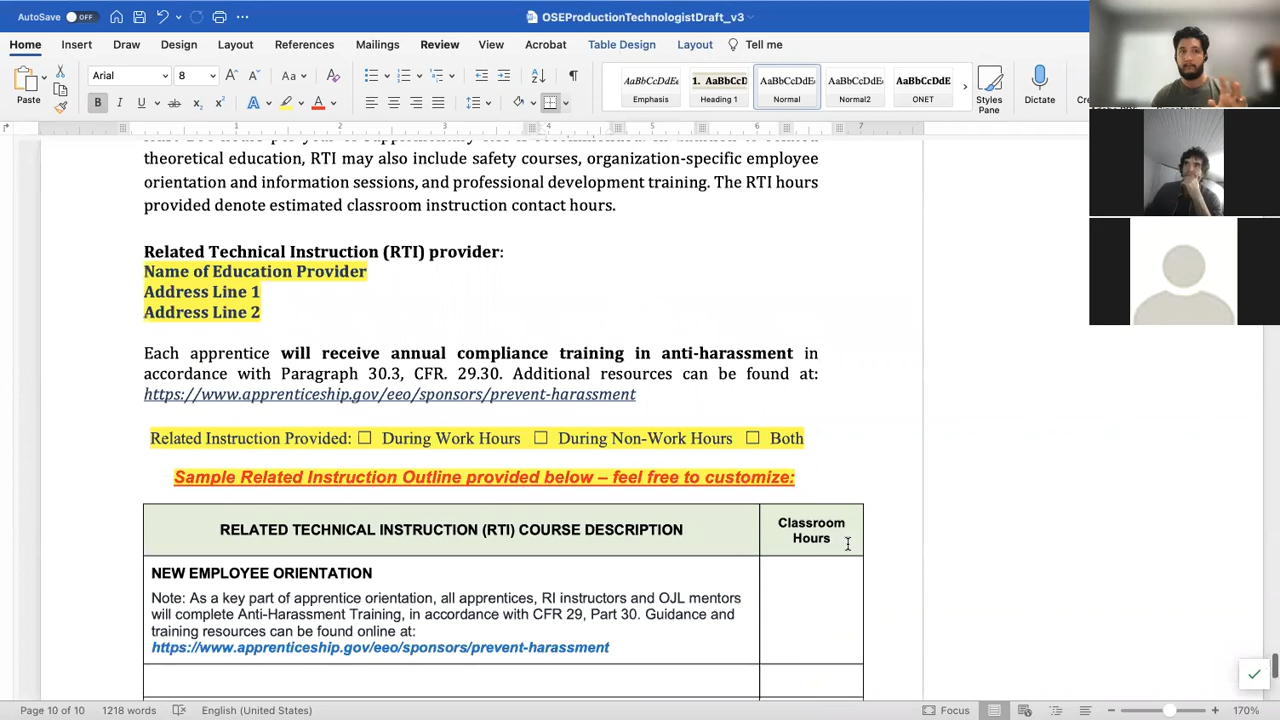 AutoSave OFF
OSEProductionTechnologistDraft_v3
Home Insert Draw Design Layout References Mailings Review View Acrobat Table Design Layout Tell me
Paste
Arial 8
Emphasis
Heading 1
Normal
Normal2
ONET
Styles Pane
Dictate
1 2 3 4 5 6 7
theoretical education, RTI may also include safety courses, organization-specific employee
orientation and information sessions, and professional development training. The RTI hours
provided denote estimated classroom instruction contact hours.
Related Technical Instruction (RTI) provider:
Name of Education Provider
Address Line 1
Address Line 2
Each apprentice will receive annual compliance training in anti-harassment in
accordance with Paragraph 30.3, CFR. 29.30. Additional resources can be found at:
https://www.apprenticeship.gov/eeo/sponsors/prevent-harassment
Related Instruction Provided: ☐ During Work Hours ☐ During Non-Work Hours ☐ Both
Sample Related Instruction Outline provided below – feel free to customize:
RELATED TECHNICAL INSTRUCTION (RTI) COURSE DESCRIPTION
Classroom
Hours
NEW EMPLOYEE ORIENTATION
Note: As a key part of apprentice orientation, all apprentices, RI instructors and OJL mentors
will complete Anti-Harassment Training, in accordance with CFR 29, Part 30. Guidance and
training resources can be found online at:
https://www.apprenticeship.gov/eeo/sponsors/prevent-harassment
Page 10 of 10 1218 words English (United States) Focus 170%